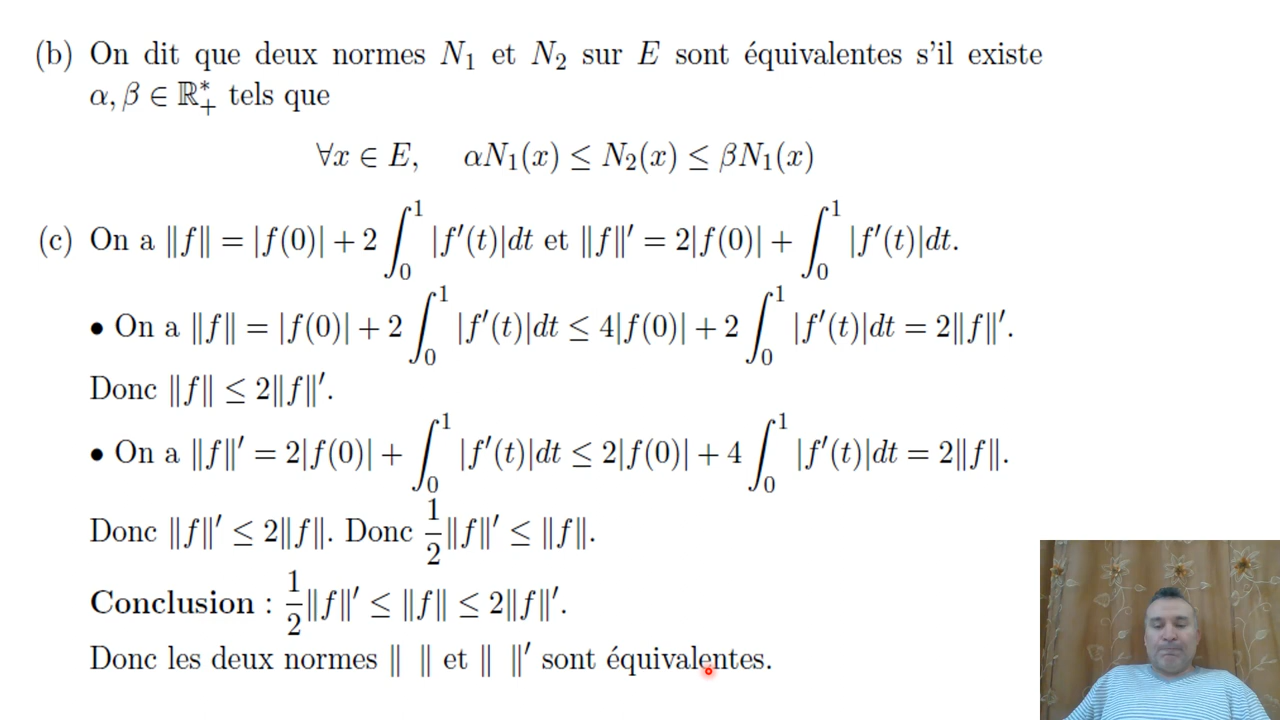 (b) On dit que deux normes N₁ et N₂ sur E sont équivalentes s'il existe
α, β ∈ ℝ₊* tels que
∀x ∈ E, αN₁(x) ≤ N₂(x) ≤ βN₁(x)
(c) On a ‖f‖ = |f(0)| + 2∫₀¹ |f′(t)|dt et ‖f‖′ = 2|f(0)| + ∫₀¹ |f′(t)|dt.
• On a ‖f‖ = |f(0)| + 2∫₀¹ |f′(t)|dt ≤ 4|f(0)| + 2∫₀¹ |f′(t)|dt = 2‖f‖′.
Donc ‖f‖ ≤ 2‖f‖′.
• On a ‖f‖′ = 2|f(0)| + ∫₀¹ |f′(t)|dt ≤ 2|f(0)| + 4∫₀¹ |f′(t)|dt = 2‖f‖.
Donc ‖f‖′ ≤ 2‖f‖. Donc 1/2‖f‖′ ≤ ‖f‖.
Conclusion : 1/2‖f‖′ ≤ ‖f‖ ≤ 2‖f‖′.
Donc les deux normes ‖ ‖ et ‖ ‖′ sont équivalentes.